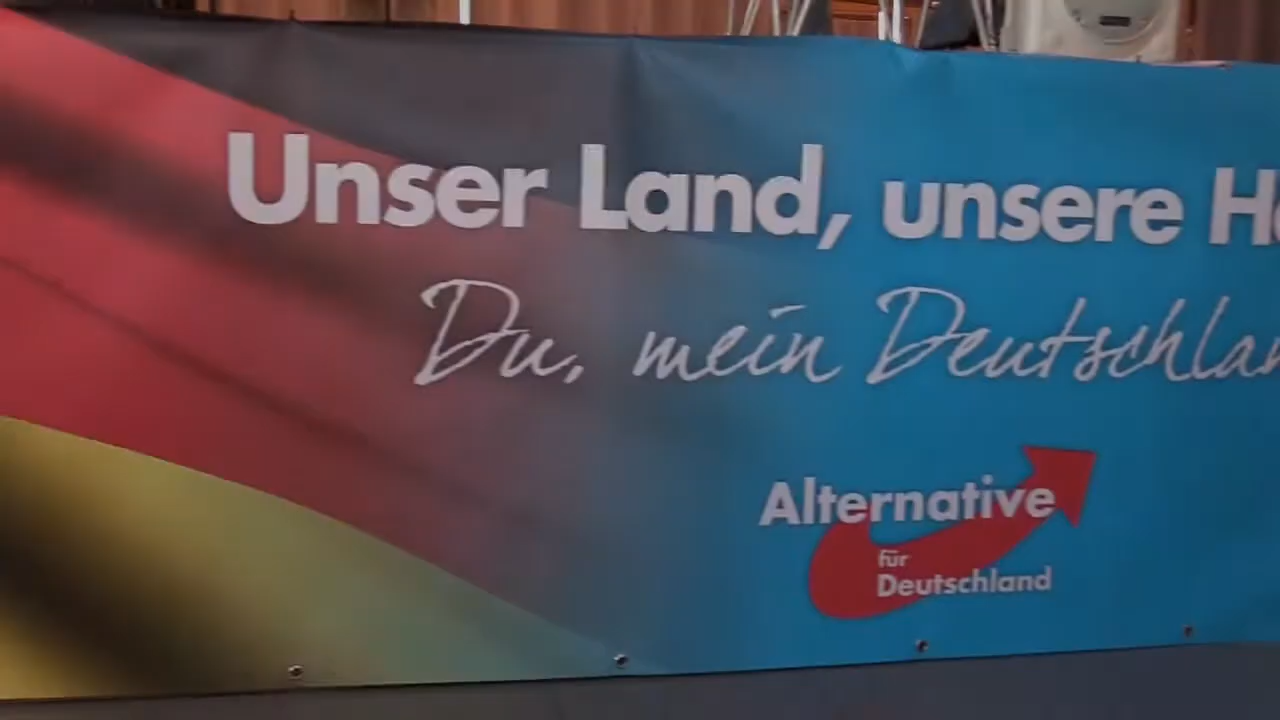 Unser Land, unsere
Du, mein
Alternative
für
Deutschland